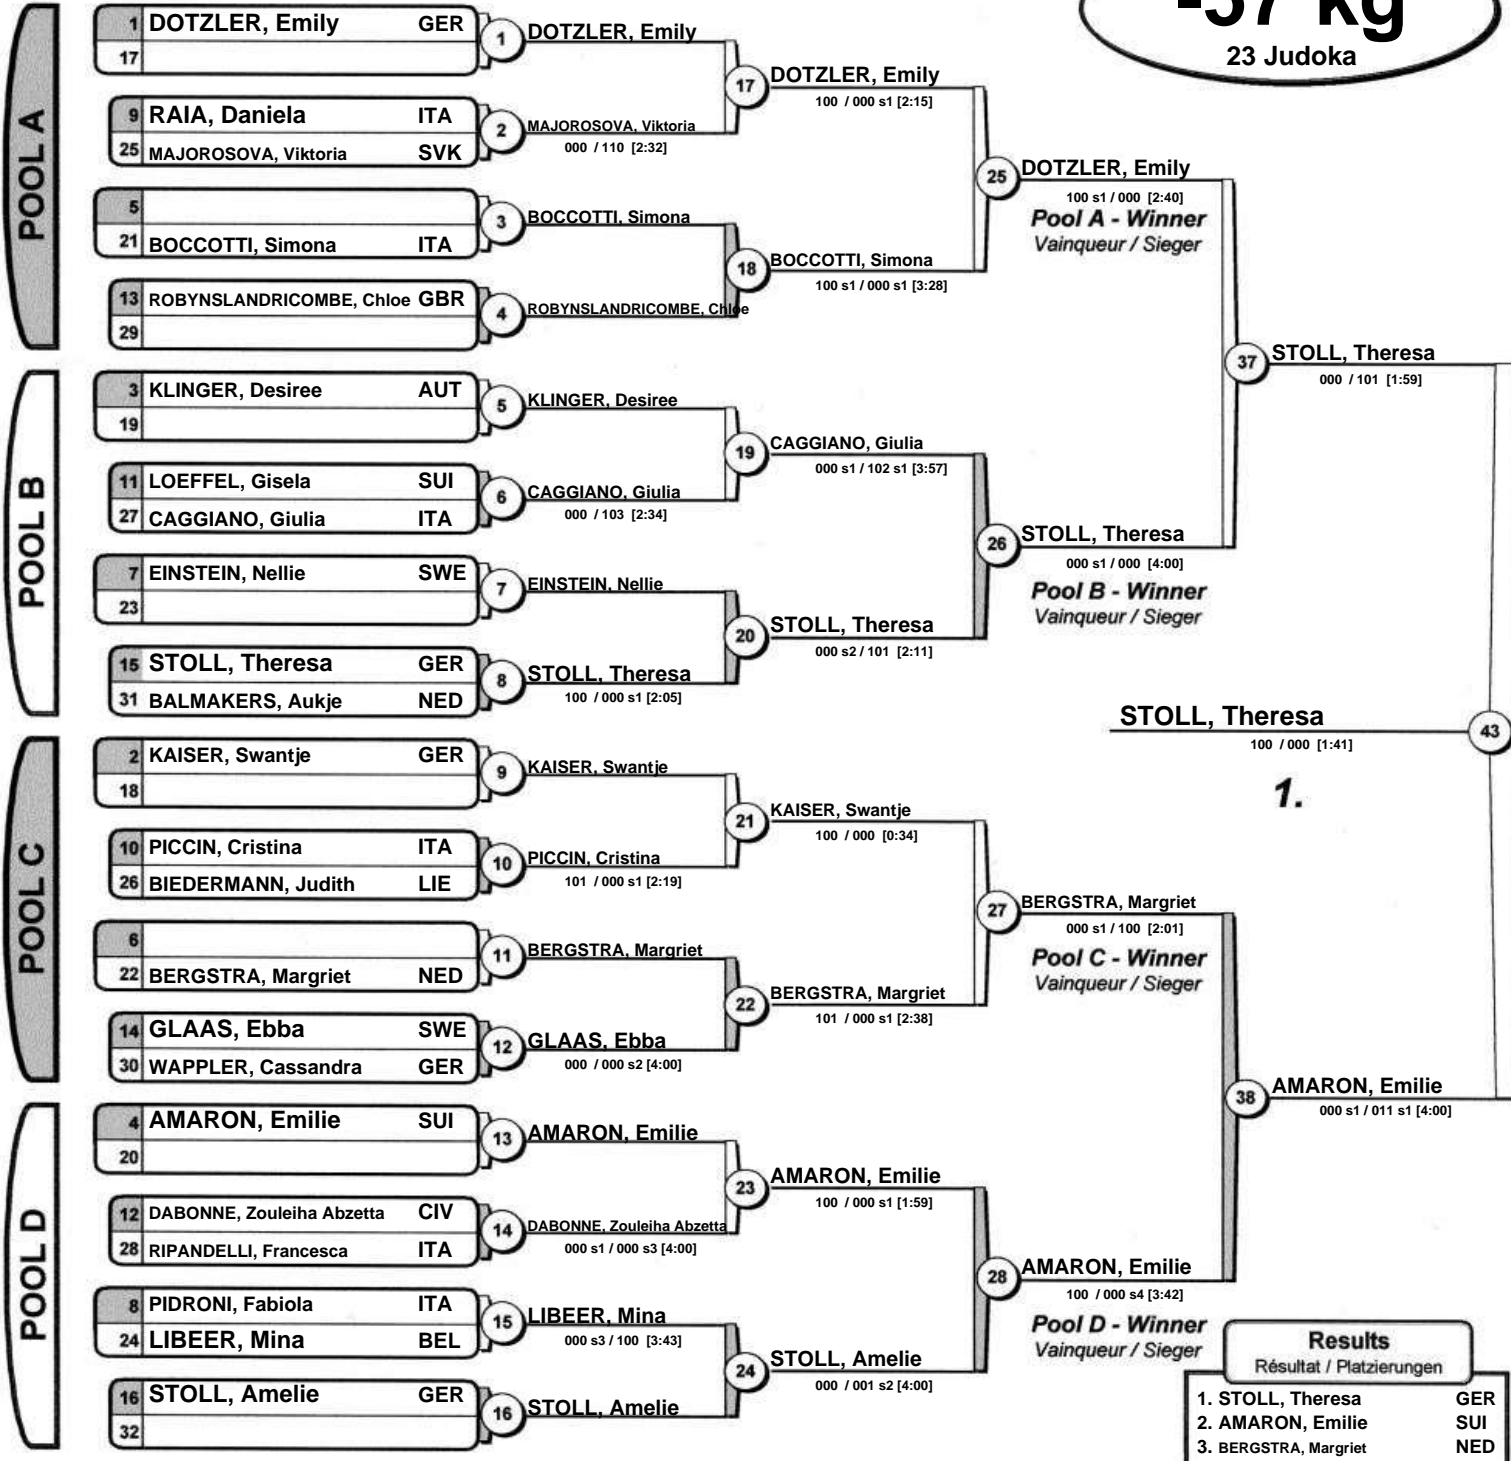 -57 kg
23 Judoka
POOL A
1 DOTZLER, Emily GER
17
9 RAIA, Daniela ITA
25 MAJOROSOVA, Viktoria SVK
5
21 BOCCOTTI, Simona ITA
13 ROBYNSLANDRICOMBE, Chloe GBR
29
POOL B
3 KLINGER, Desiree AUT
19
11 LOEFFEL, Gisela SUI
27 CAGGIANO, Giulia ITA
7 EINSTEIN, Nellie SWE
23
15 STOLL, Theresa GER
31 BALMAKERS, Aukje NED
POOL C
2 KAISER, Swantje GER
18
10 PICCIN, Cristina ITA
26 BIEDERMANN, Judith LIE
6
22 BERGSTRA, Margriet NED
14 GLAAS, Ebba SWE
30 WAPPLER, Cassandra GER
POOL D
4 AMARON, Emilie SUI
20
12 DABONNE, Zouleiha Abzetta CIV
28 RIPANDELLI, Francesca ITA
8 PIDRONI, Fabiola ITA
24 LIBEER, Mina BEL
16 STOLL, Amelie GER
32
1 DOTZLER, Emily
2 MAJOROSOVA, Viktoria
000 / 110 [2:32]
3 BOCCOTTI, Simona
4 ROBYNSLANDRICOMBE, Chloe
5 KLINGER, Desiree
6 CAGGIANO, Giulia
000 / 103 [2:34]
7 EINSTEIN, Nellie
8 STOLL, Theresa
100 / 000 s1 [2:05]
9 KAISER, Swantje
10 PICCIN, Cristina
101 / 000 s1 [2:19]
11 BERGSTRA, Margriet
12 GLAAS, Ebba
000 / 000 s2 [4:00]
13 AMARON, Emilie
14 DABONNE, Zouleiha Abzetta
000 s1 / 000 s3 [4:00]
15 LIBEER, Mina
000 s3 / 100 [3:43]
16 STOLL, Amelie
17 DOTZLER, Emily
100 / 000 s1 [2:15]
18 BOCCOTTI, Simona
100 s1 / 000 s1 [3:28]
19 CAGGIANO, Giulia
000 s1 / 102 s1 [3:57]
20 STOLL, Theresa
000 s2 / 101 [2:11]
21 KAISER, Swantje
100 / 000 [0:34]
22 BERGSTRA, Margriet
101 / 000 s1 [2:38]
23 AMARON, Emilie
100 / 000 s1 [1:59]
24 STOLL, Amelie
000 / 001 s2 [4:00]
25 DOTZLER, Emily
100 s1 / 000 [2:40]
Pool A - Winner
Vainqueur / Sieger
26 STOLL, Theresa
000 s1 / 000 [4:00]
Pool B - Winner
Vainqueur / Sieger
27 BERGSTRA, Margriet
000 s1 / 100 [2:01]
Pool C - Winner
Vainqueur / Sieger
28 AMARON, Emilie
100 / 000 s4 [3:42]
Pool D - Winner
Vainqueur / Sieger
37 STOLL, Theresa
000 / 101 [1:59]
38 AMARON, Emilie
000 s1 / 011 s1 [4:00]
STOLL, Theresa 43
100 / 000 [1:41]
1.
Results
Résultat / Platzierungen
1. STOLL, Theresa GER
2. AMARON, Emilie SUI
3. BERGSTRA, Margriet NED